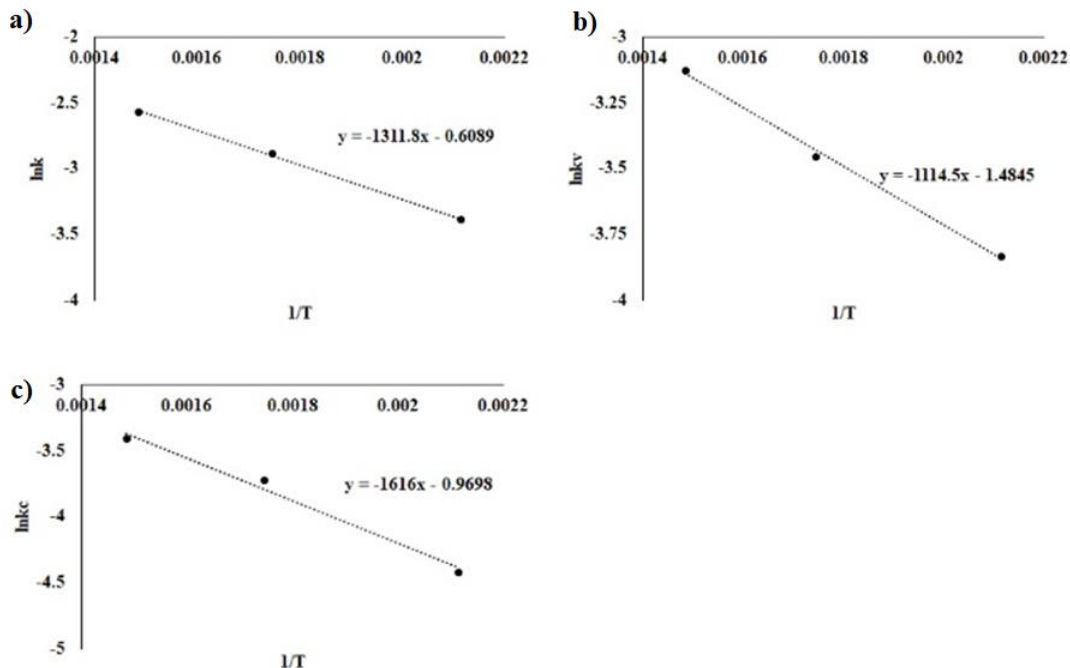 a)
-2
0.0014 0.0016 0.0018 0.002 0.0022
-2.5
y = -1311.8x - 0.6089
-3
-3.5
-4
lnk
1/T
b)
-3
0.0014 0.0016 0.0018 0.002 0.0022
-3.25
-3.5
y = -1114.5x - 1.4845
-3.75
-4
lnkv
1/T
c)
-3
0.0014 0.0016 0.0018 0.002 0.0022
-3.5
y = -1616x - 0.9698
-4
-4.5
-5
lnkc
1/T